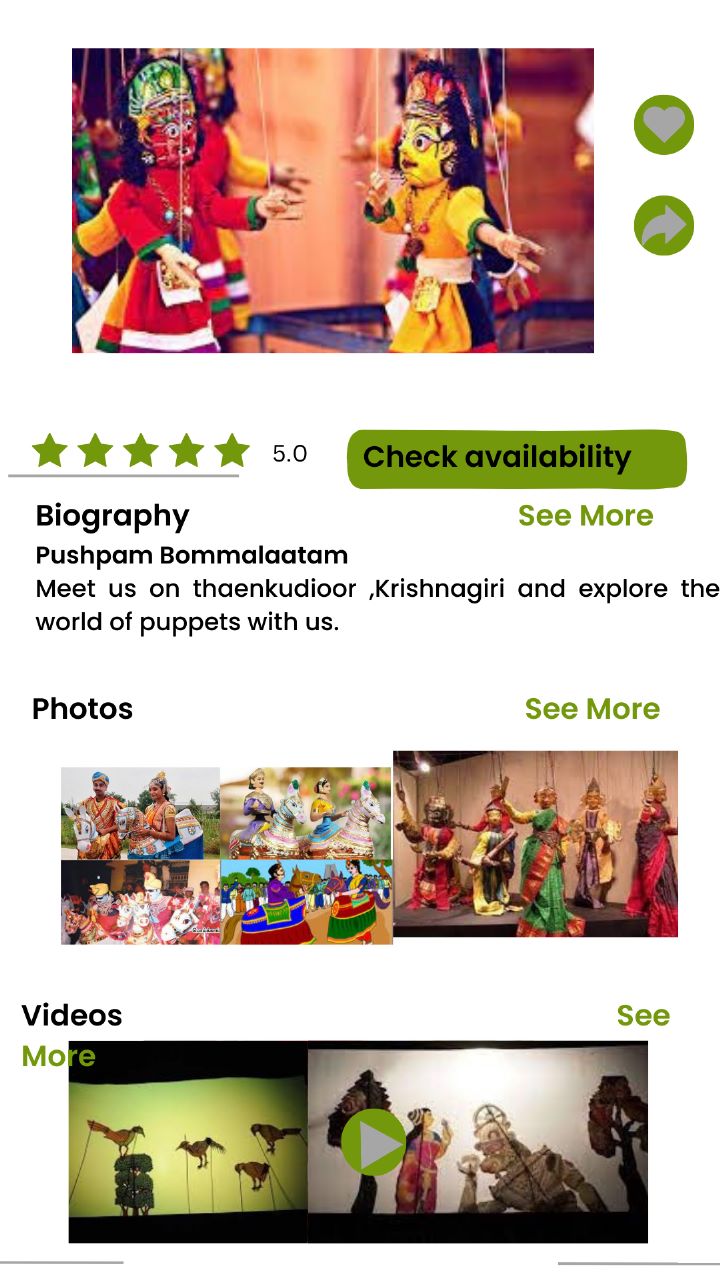 5.0
Check availability
Biography See More
Pushpam Bommalaatam
Meet us on thaenkudioor ,Krishnagiri and explore the
world of puppets with us.
Photos See More
Videos See
More